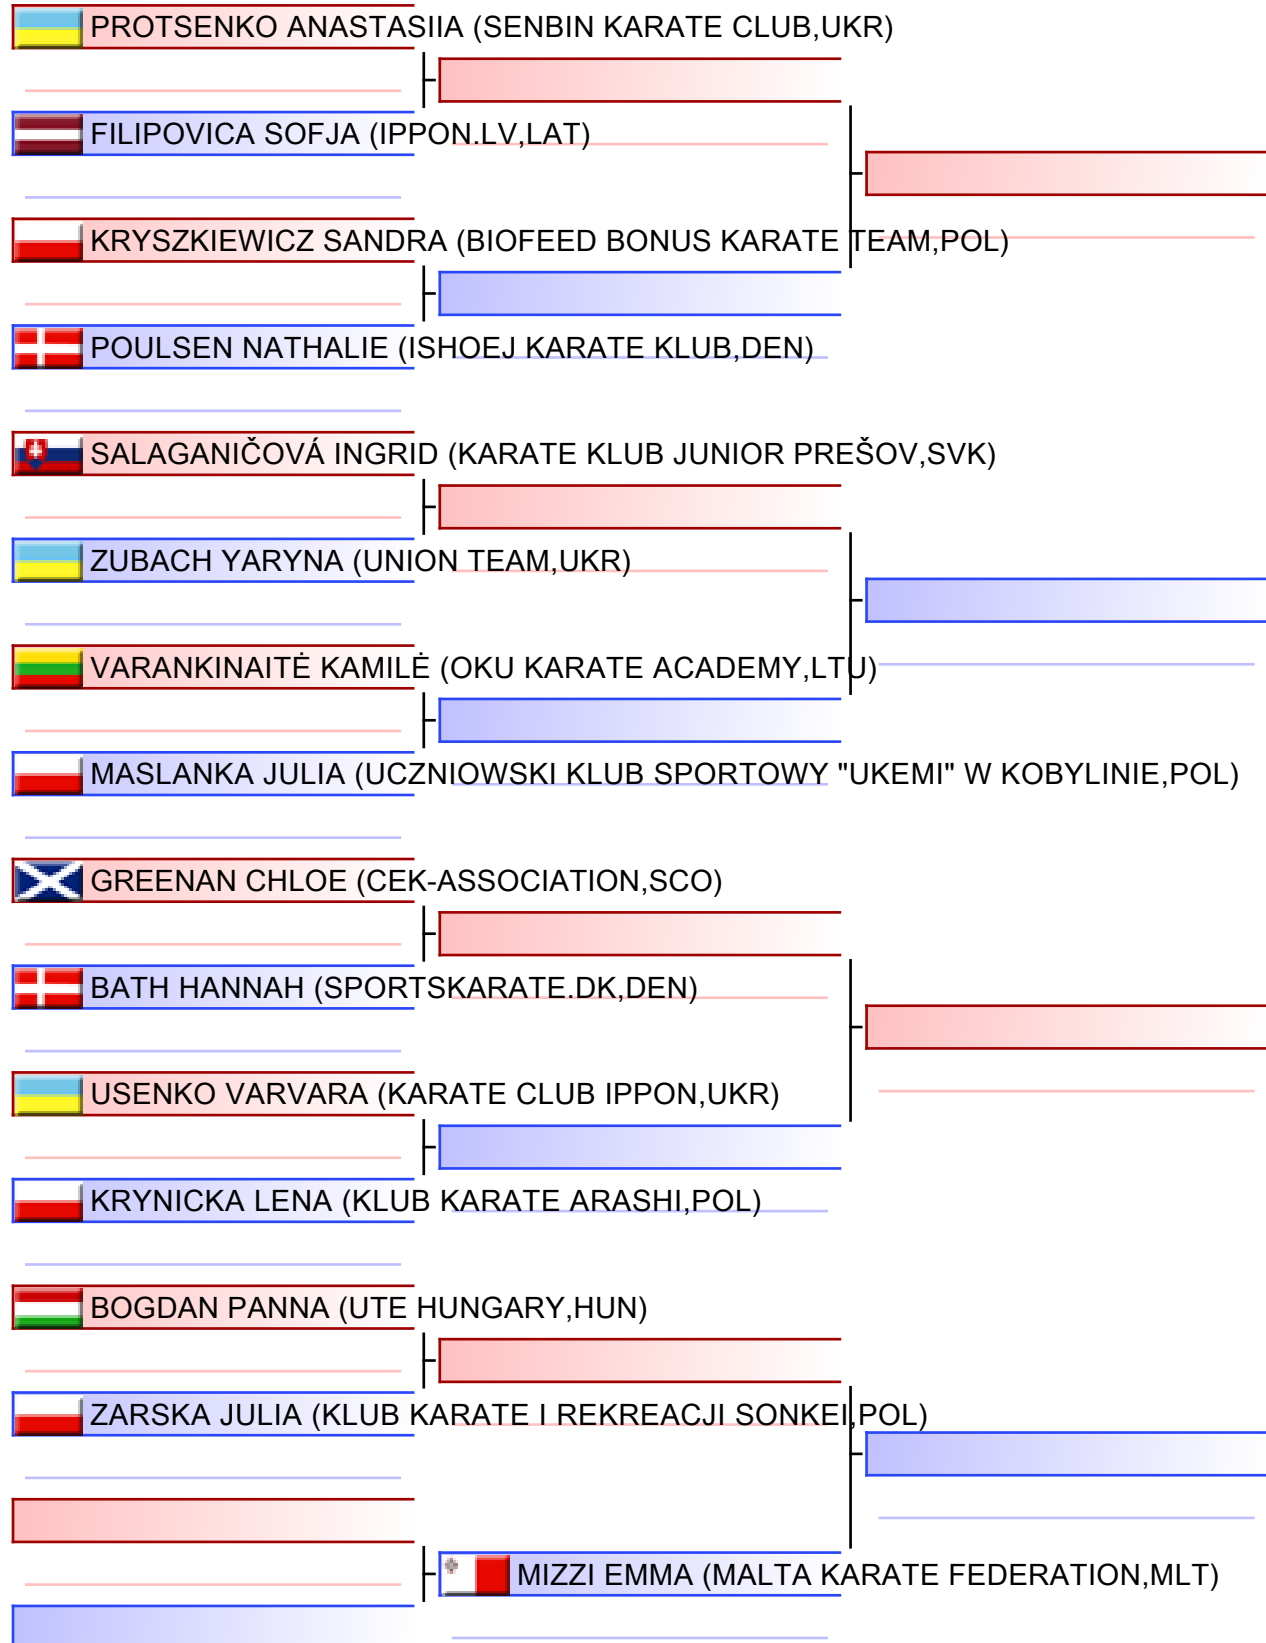 PROTSENKO ANASTASIIA (SENBIN KARATE CLUB,UKR)
FILIPOVICA SOFJA (IPPON.LV,LAT)
KRYSZKIEWICZ SANDRA (BIOFEED BONUS KARATE TEAM,POL)
POULSEN NATHALIE (ISHOEJ KARATE KLUB,DEN)
SALAGANIČOVÁ INGRID (KARATE KLUB JUNIOR PREŠOV,SVK)
ZUBACH YARYNA (UNION TEAM,UKR)
VARANKINAITĖ KAMILĖ (OKU KARATE ACADEMY,LTU)
MASLANKA JULIA (UCZNIOWSKI KLUB SPORTOWY "UKEMI" W KOBYLINIE,POL)
GREENAN CHLOE (CEK-ASSOCIATION,SCO)
BATH HANNAH (SPORTSKARATE.DK,DEN)
USENKO VARVARA (KARATE CLUB IPPON,UKR)
KRYNICKA LENA (KLUB KARATE ARASHI,POL)
BOGDAN PANNA (UTE HUNGARY,HUN)
ZARSKA JULIA (KLUB KARATE I REKREACJI SONKEI,POL)
MIZZI EMMA (MALTA KARATE FEDERATION,MLT)